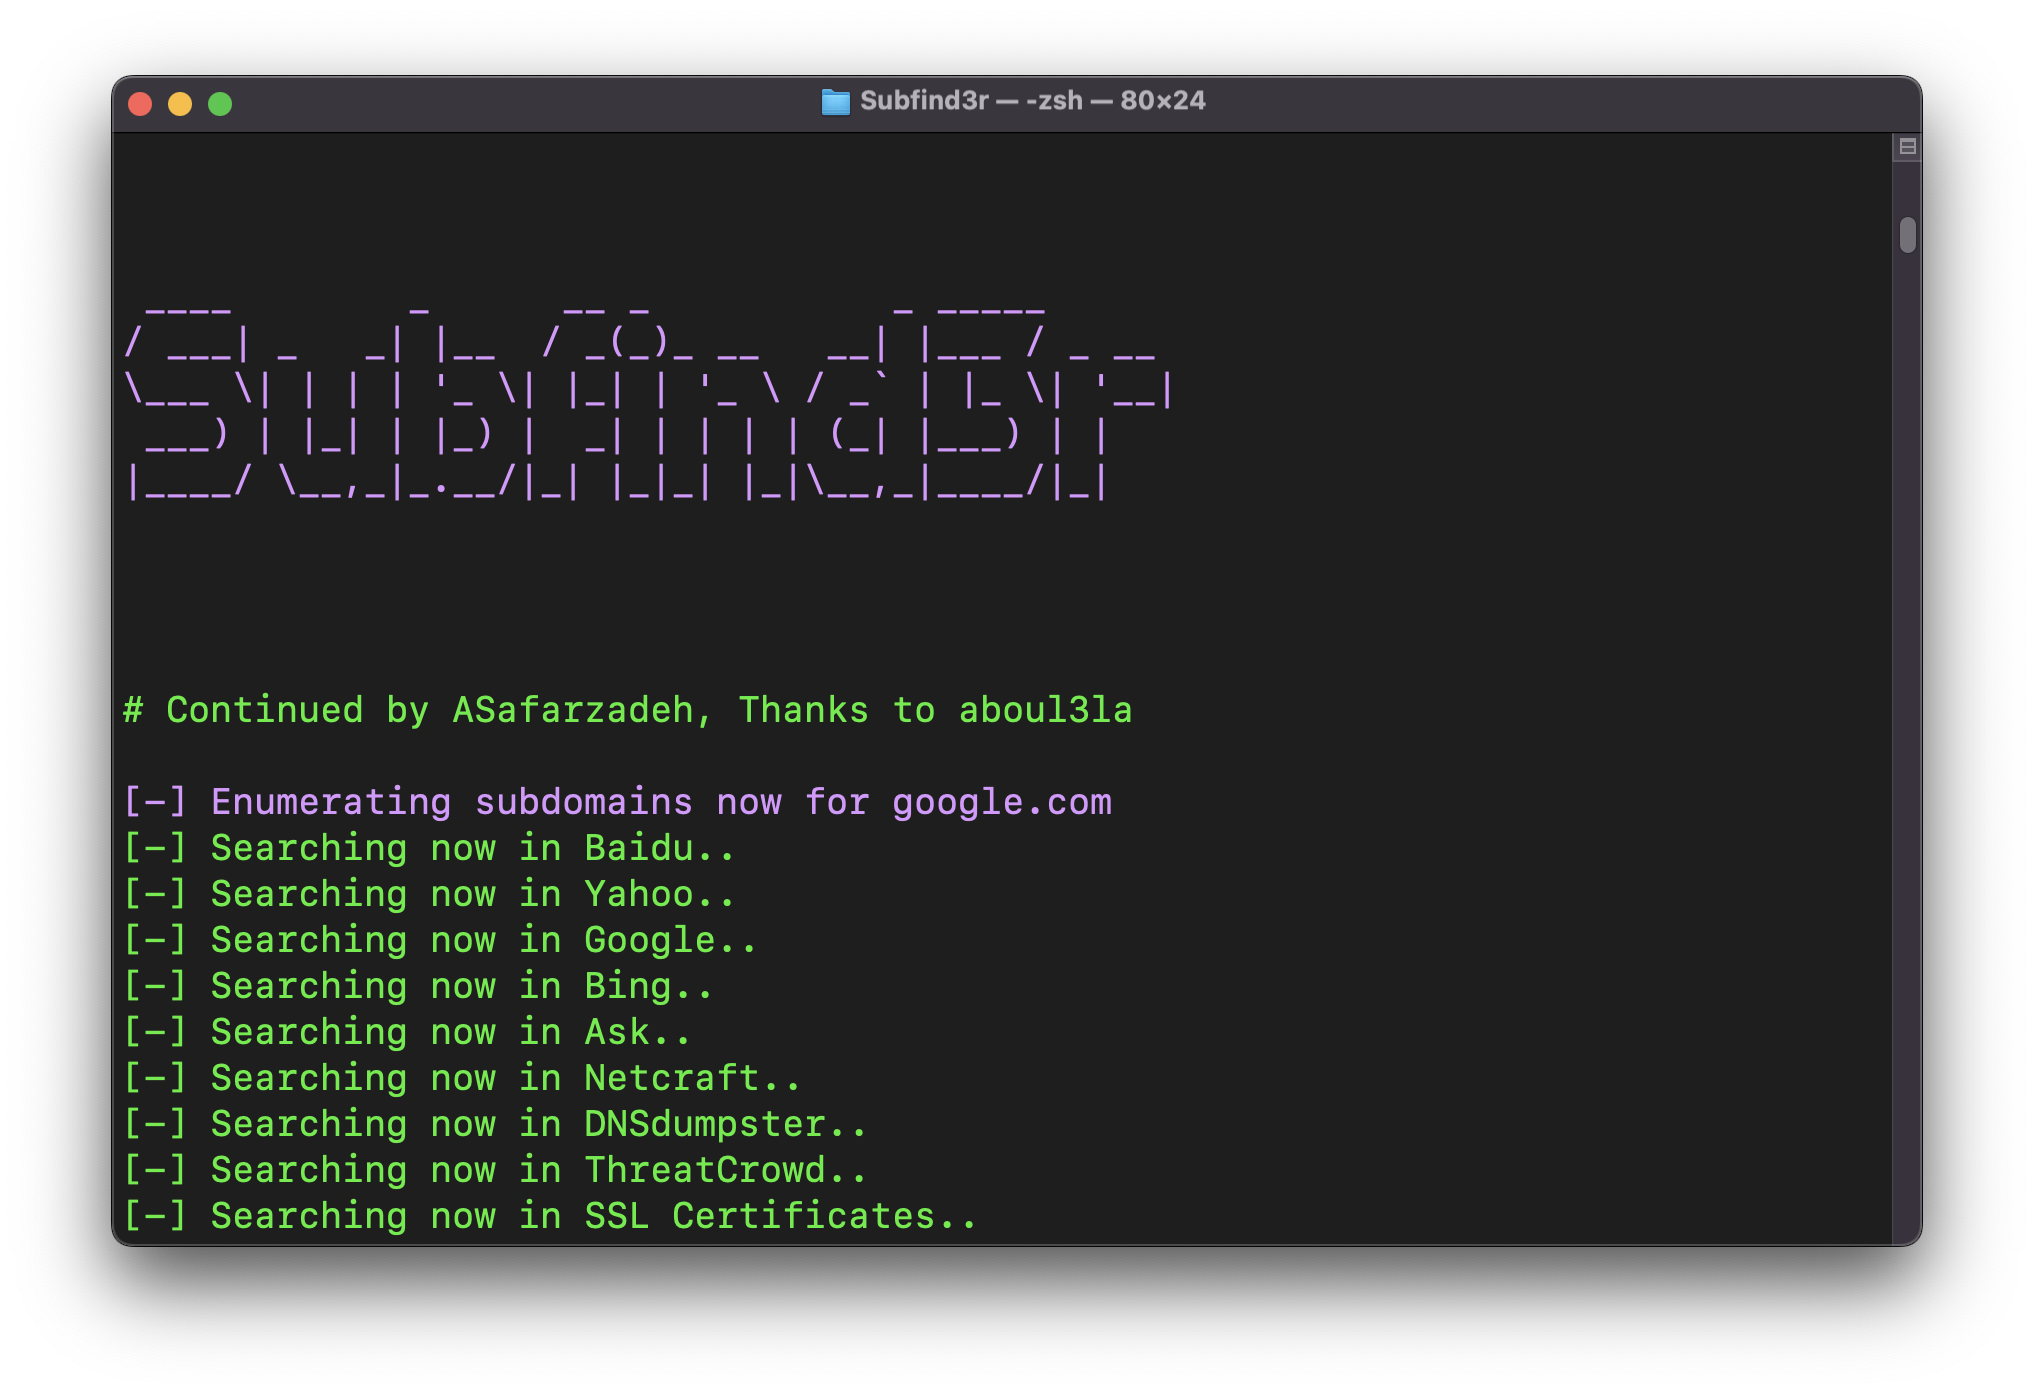 Subfind3r — -zsh — 80×24
Subfind3r
# Continued by ASafarzadeh, Thanks to aboul3la
[-] Enumerating subdomains now for google.com
[-] Searching now in Baidu..
[-] Searching now in Yahoo..
[-] Searching now in Google..
[-] Searching now in Bing..
[-] Searching now in Ask..
[-] Searching now in Netcraft..
[-] Searching now in DNSdumpster..
[-] Searching now in ThreatCrowd..
[-] Searching now in SSL Certificates..